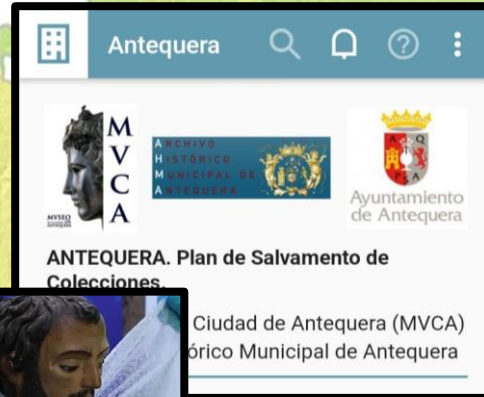 Antequera
M
V
C
A
MVSEO
ARCHIVO
HISTÓRICO
MUNICIPAL DE
ANTEQUERA
A Q
P S A
Ayuntamiento
de Antequera
ANTEQUERA. Plan de Salvamento de
Colecciones.
Ciudad de Antequera (MVCA)
órico Municipal de Antequera